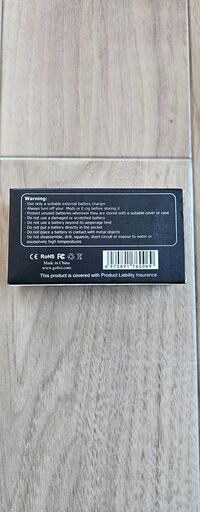 Warning:
- Use only a suitable external battery charger
- Always turn off your Mods or E-cig before storing it
- Protect unused batteries wherever they are stored with a suitable cover or case
- Do not use a damaged or scratched battery
- Do not use a battery beyond its amperage limit
- Do not put a battery directly in the pocket
- Do not place a battery in contact with metal objects
- Do not disassemble, drill, squeeze, short-circuit or expose to water or
excessively high temperatures
CE RoHS
Made in China
www.golisi.com
This product is covered with Product Liability Insurance